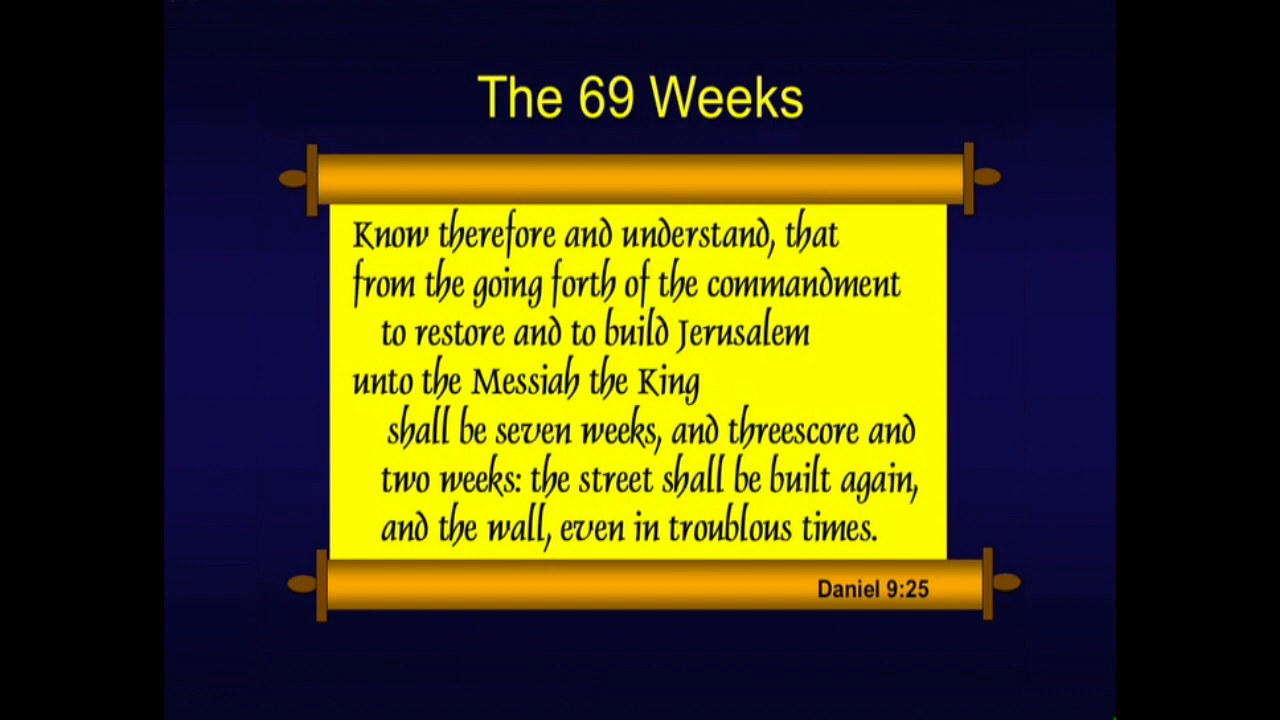 The 69 Weeks
Know therefore and understand, that
from the going forth of the commandment
to restore and to build Jerusalem
unto the Messiah the King
shall be seven weeks, and threescore and
two weeks: the street shall be built again,
and the wall, even in troublous times.
Daniel 9:25